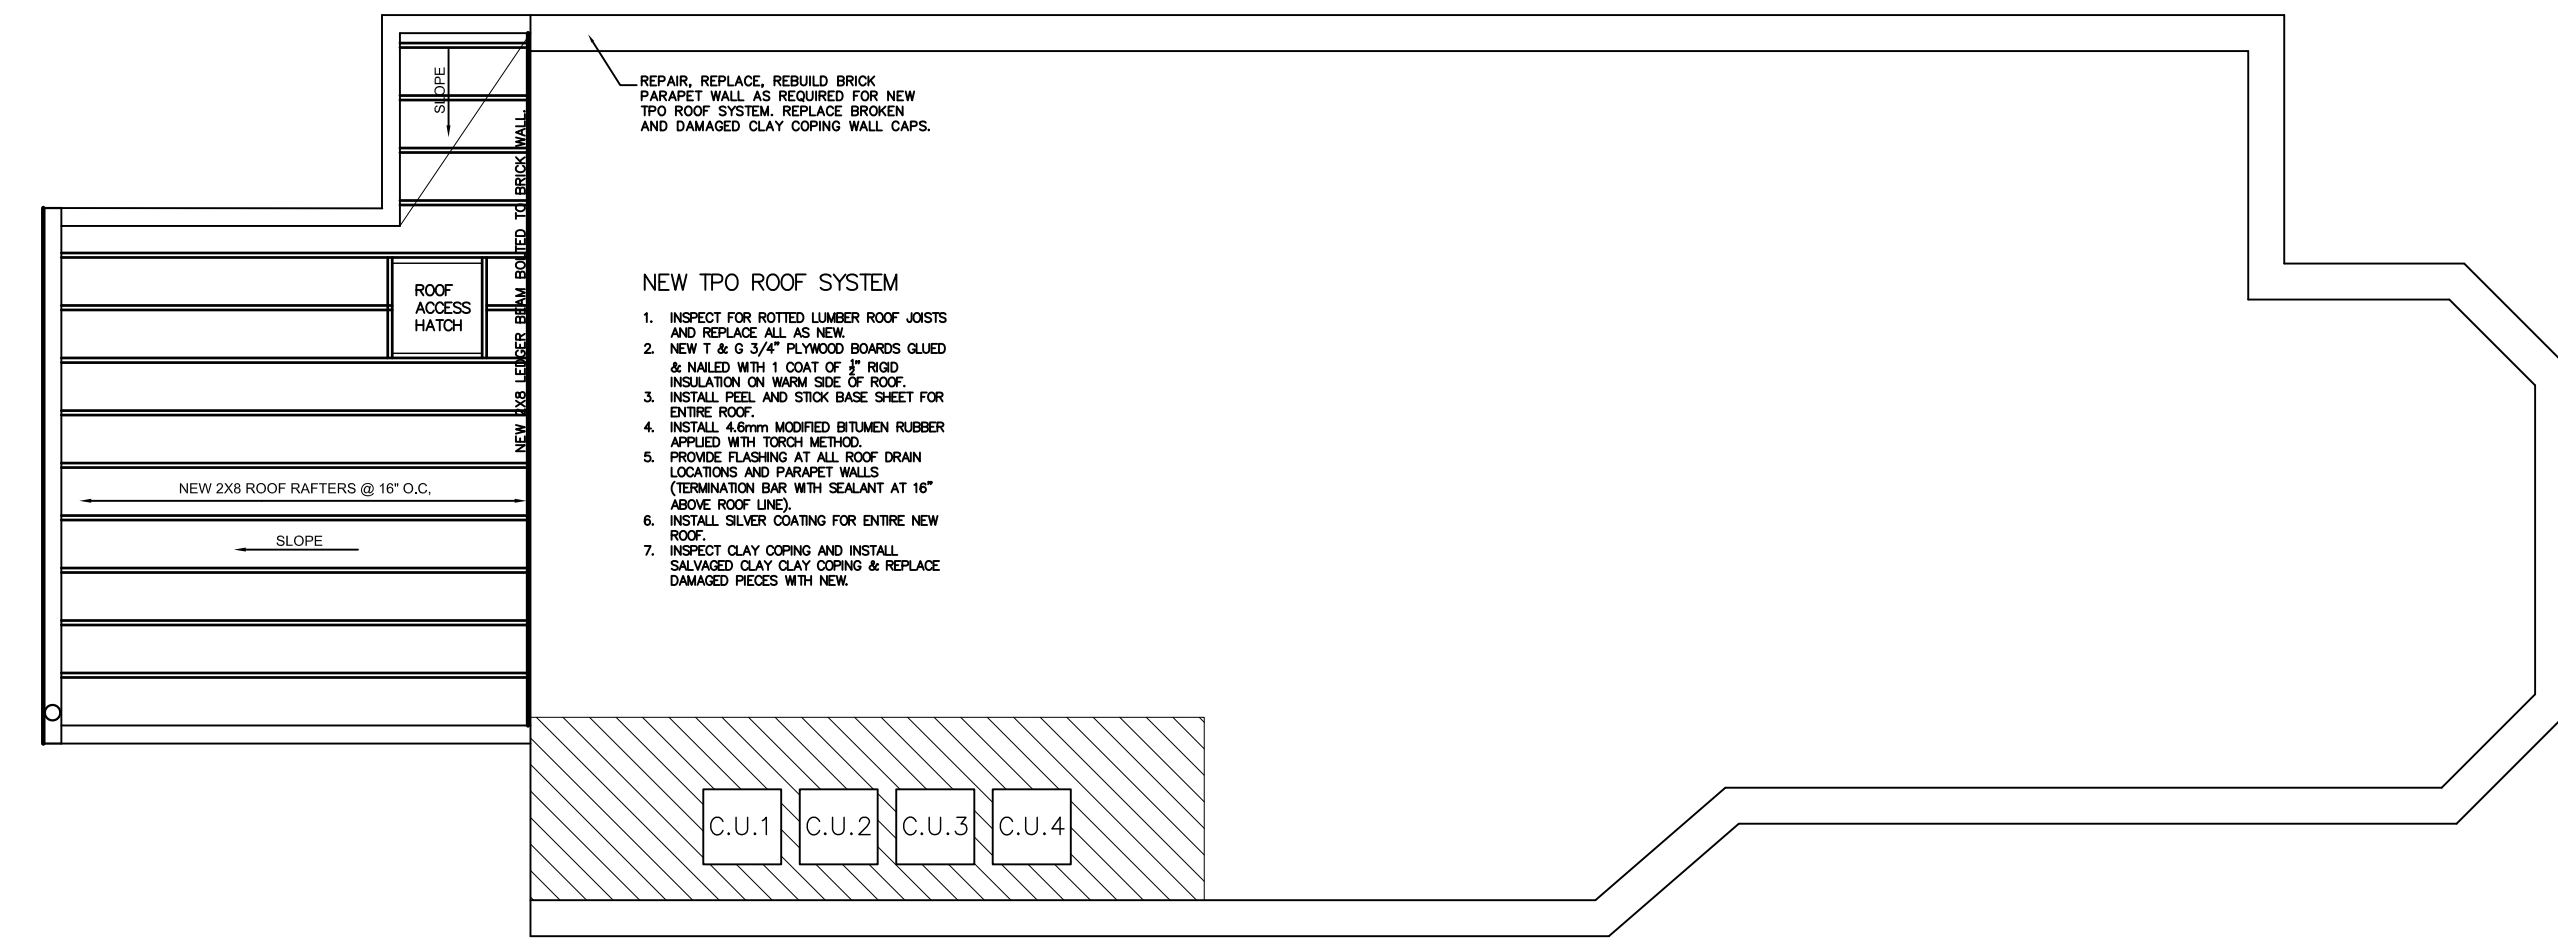 SLOPE
NEW 2X8 LEDGER BEAM BOLTED TO BRICK WALL.
REPAIR, REPLACE, REBUILD BRICK
PARAPET WALL AS REQUIRED FOR NEW
TPO ROOF SYSTEM. REPLACE BROKEN
AND DAMAGED CLAY COPING WALL CAPS.
ROOF
ACCESS
HATCH
NEW 2X8 ROOF RAFTERS @ 16" O.C,
SLOPE
NEW TPO ROOF SYSTEM
1. INSPECT FOR ROTTED LUMBER ROOF JOISTS
AND REPLACE ALL AS NEW.
2. NEW T & G 3/4" PLYWOOD BOARDS GLUED
& NAILED WITH 1 COAT OF ½" RIGID
INSULATION ON WARM SIDE OF ROOF.
3. INSTALL PEEL AND STICK BASE SHEET FOR
ENTIRE ROOF.
4. INSTALL 4.6mm MODIFIED BITUMEN RUBBER
APPLIED WITH TORCH METHOD.
5. PROVIDE FLASHING AT ALL ROOF DRAIN
LOCATIONS AND PARAPET WALLS
(TERMINATION BAR WITH SEALANT AT 16"
ABOVE ROOF LINE).
6. INSTALL SILVER COATING FOR ENTIRE NEW
ROOF.
7. INSPECT CLAY COPING AND INSTALL
SALVAGED CLAY CLAY COPING & REPLACE
DAMAGED PIECES WITH NEW.
C.U.1
C.U.2
C.U.3
C.U.4